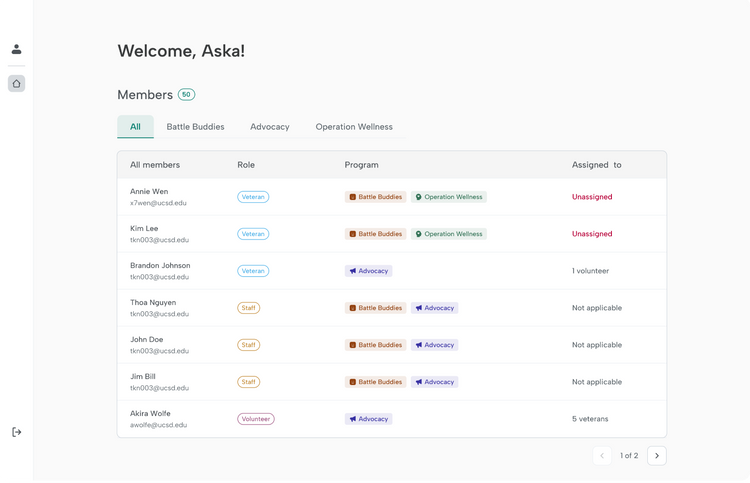 Welcome, Aska!
Members 50
All Battle Buddies Advocacy Operation Wellness
All members Role Program Assigned to
Annie Wen
x7wen@ucsd.edu
Veteran Battle Buddies Operation Wellness Unassigned
Kim Lee
tkn003@ucsd.edu
Veteran Battle Buddies Operation Wellness Unassigned
Brandon Johnson
tkn003@ucsd.edu
Veteran Advocacy 1 volunteer
Thoa Nguyen
tkn003@ucsd.edu
Staff Battle Buddies Advocacy Not applicable
John Doe
tkn003@ucsd.edu
Staff Battle Buddies Advocacy Not applicable
Jim Bill
tkn003@ucsd.edu
Staff Battle Buddies Advocacy Not applicable
Akira Wolfe
awolfe@ucsd.edu
Volunteer Advocacy 5 veterans
1 of 2